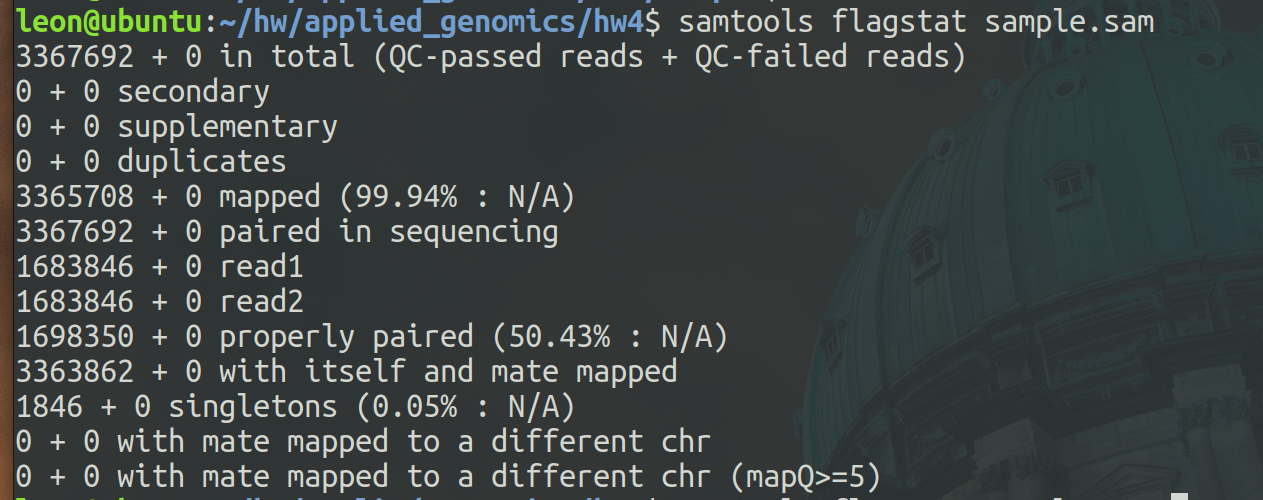 leon@ubuntu:~/hw/applied_genomics/hw4$ samtools flagstat sample.sam
3367692 + 0 in total (QC-passed reads + QC-failed reads)
0 + 0 secondary
0 + 0 supplementary
0 + 0 duplicates
3365708 + 0 mapped (99.94% : N/A)
3367692 + 0 paired in sequencing
1683846 + 0 read1
1683846 + 0 read2
1698350 + 0 properly paired (50.43% : N/A)
3363862 + 0 with itself and mate mapped
1846 + 0 singletons (0.05% : N/A)
0 + 0 with mate mapped to a different chr
0 + 0 with mate mapped to a different chr (mapQ>=5)